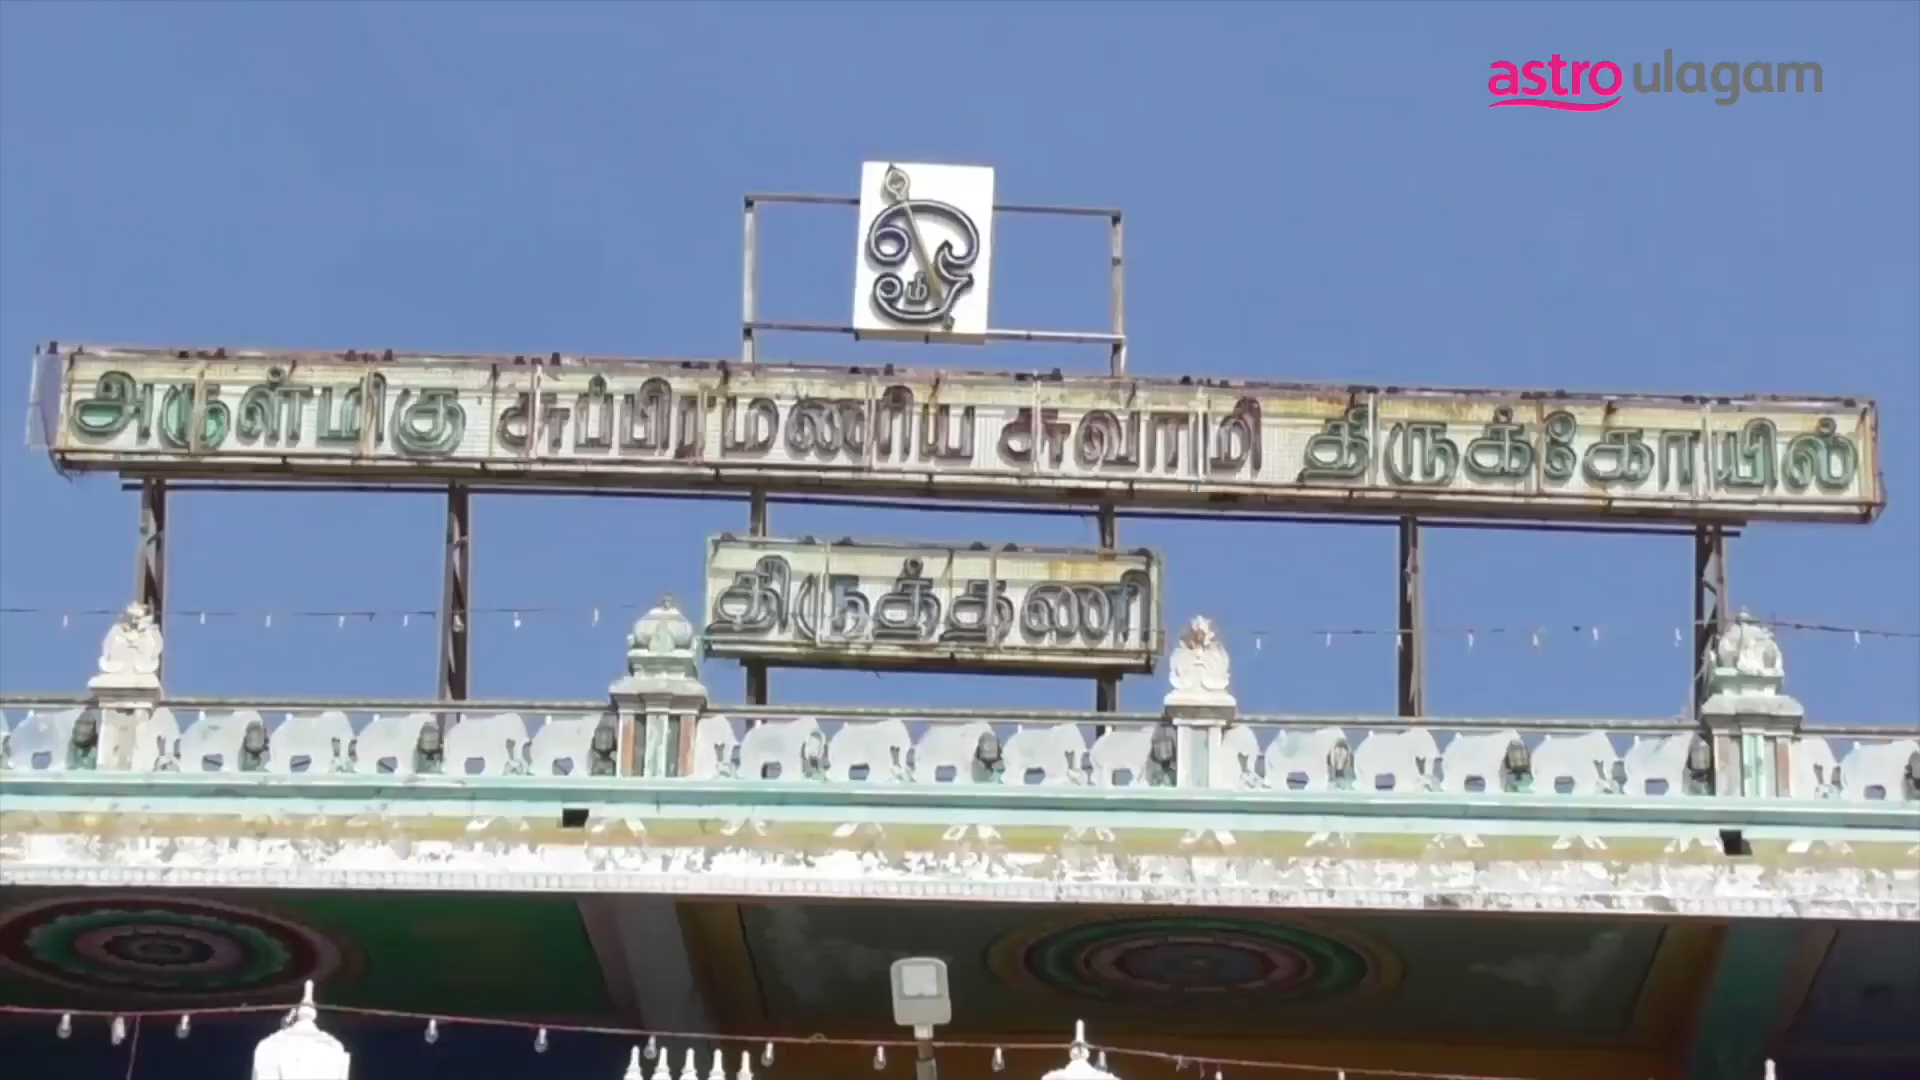 astro ulagam
ஓம்
அருள்மிகு சுப்பிரமணிய சுவாமி திருக்கோயில்
திருத்தணி